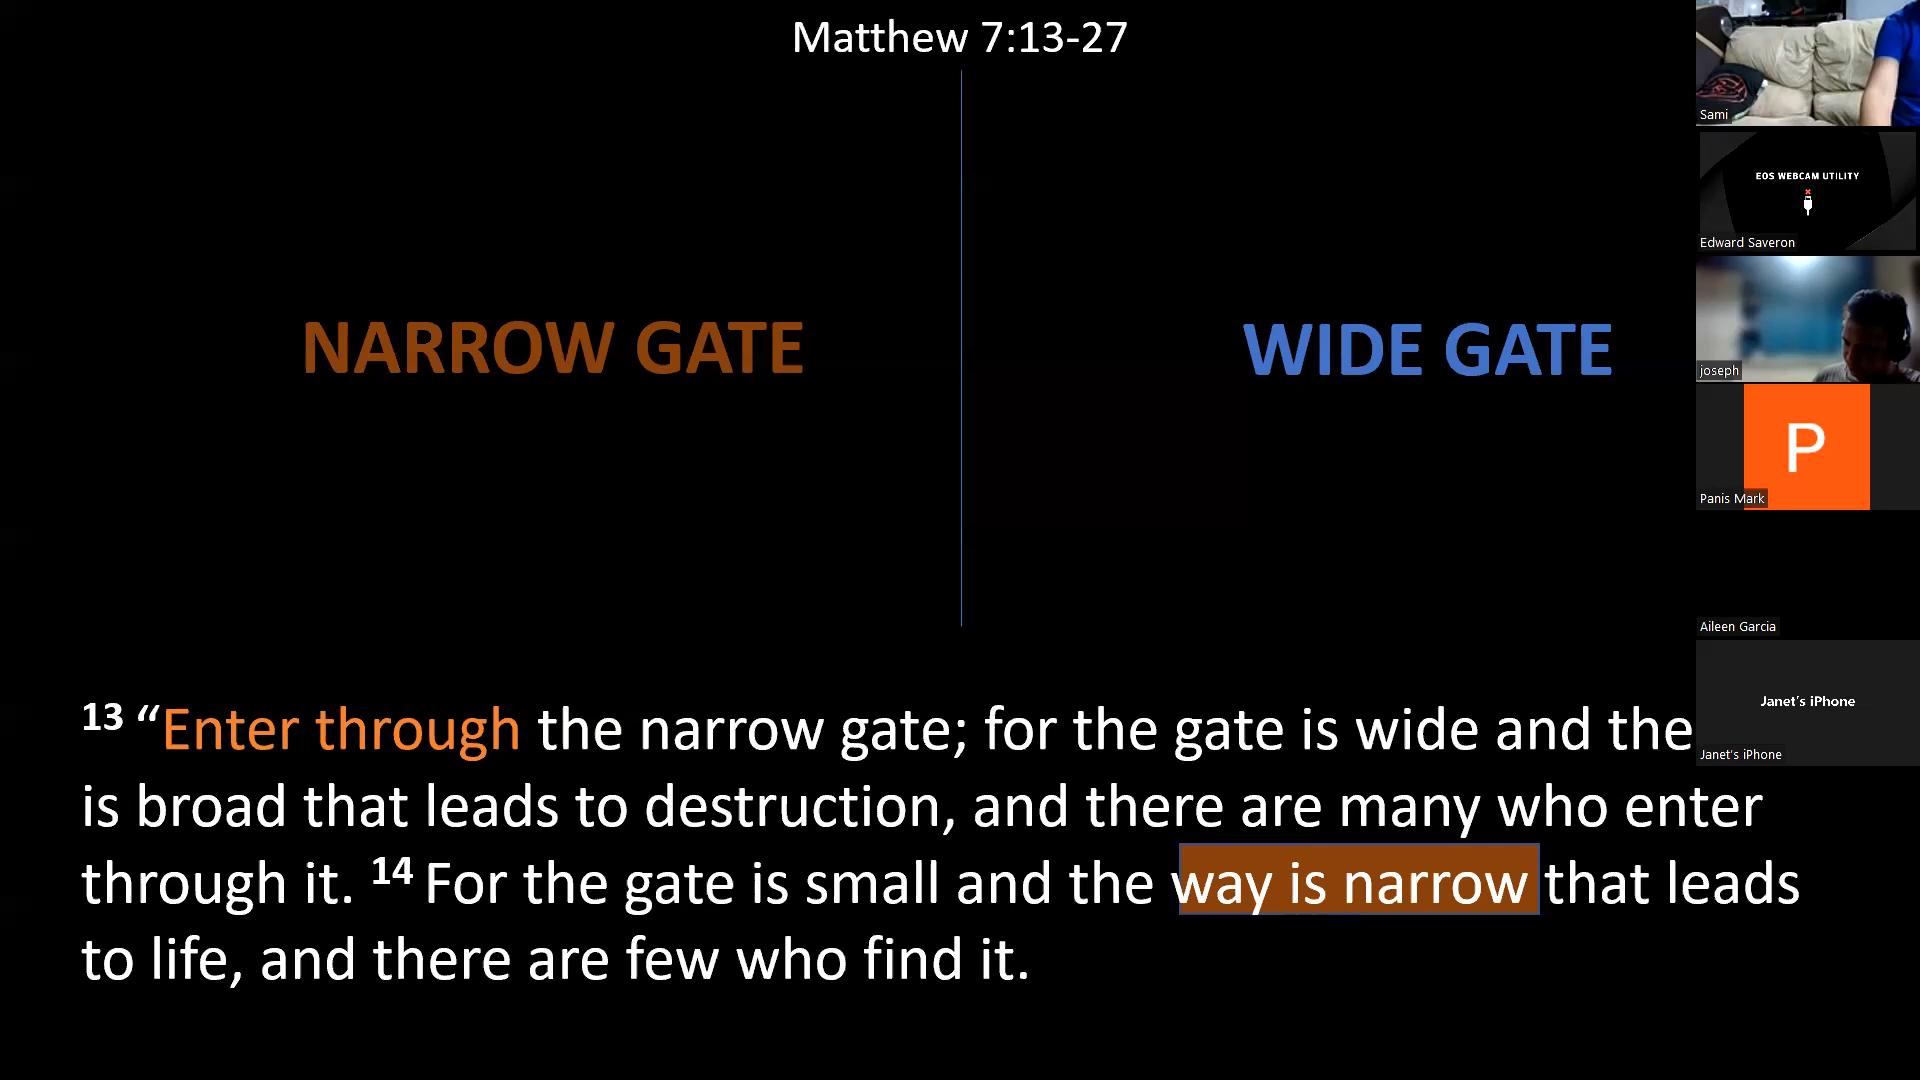 Matthew 7:13-27
NARROW GATE
WIDE GATE
13 “Enter through the narrow gate; for the gate is wide and the
is broad that leads to destruction, and there are many who enter
through it. 14 For the gate is small and the way is narrow that leads
to life, and there are few who find it.
Sami
EOS WEBCAM UTILITY
Edward Saveron
joseph
P
Panis Mark
Aileen Garcia
Janet's iPhone
Janet's iPhone